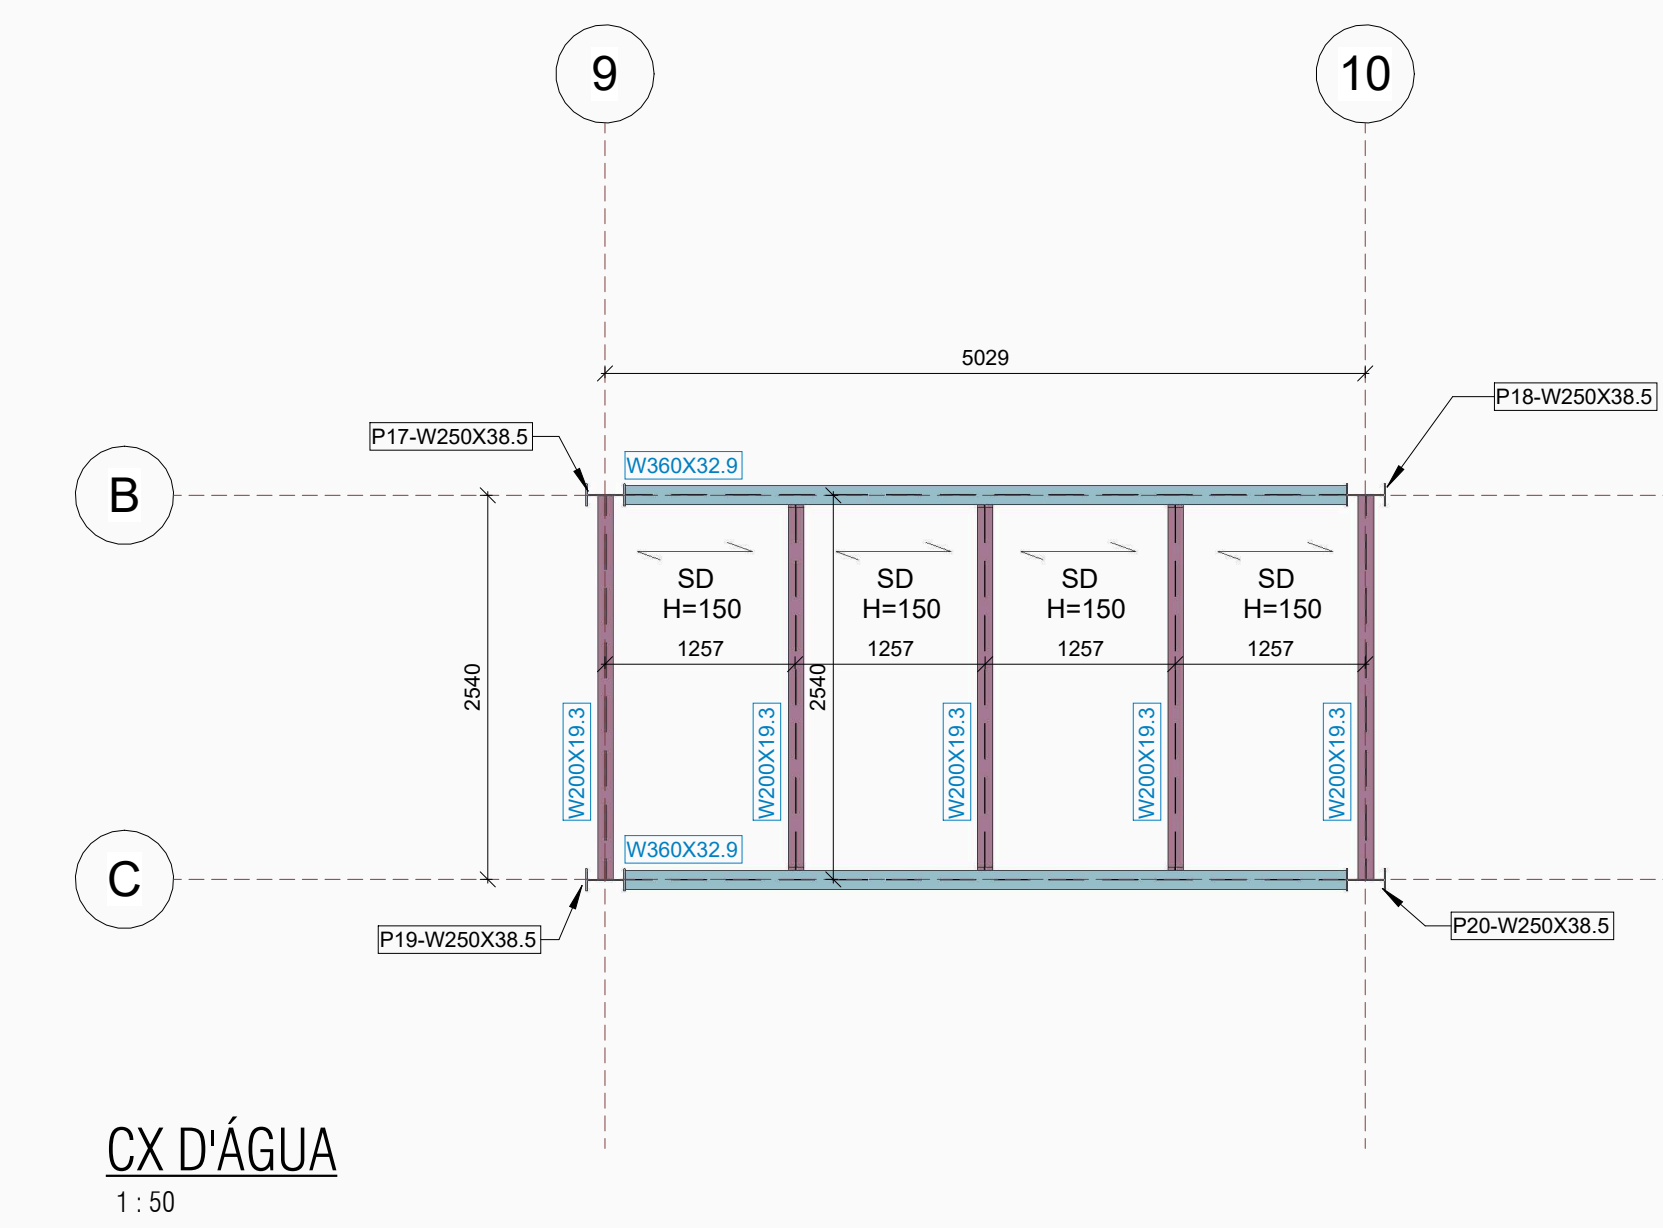 9
10
5029
P18-W250X38.5
P17-W250X38.5
W360X32.9
B
SD
H=150
SD
H=150
SD
H=150
SD
H=150
1257
1257
1257
1257
2540
2540
W200X19.3
W200X19.3
W200X19.3
W200X19.3
W200X19.3
W360X32.9
C
P19-W250X38.5
P20-W250X38.5
CX D'ÁGUA
1 : 50